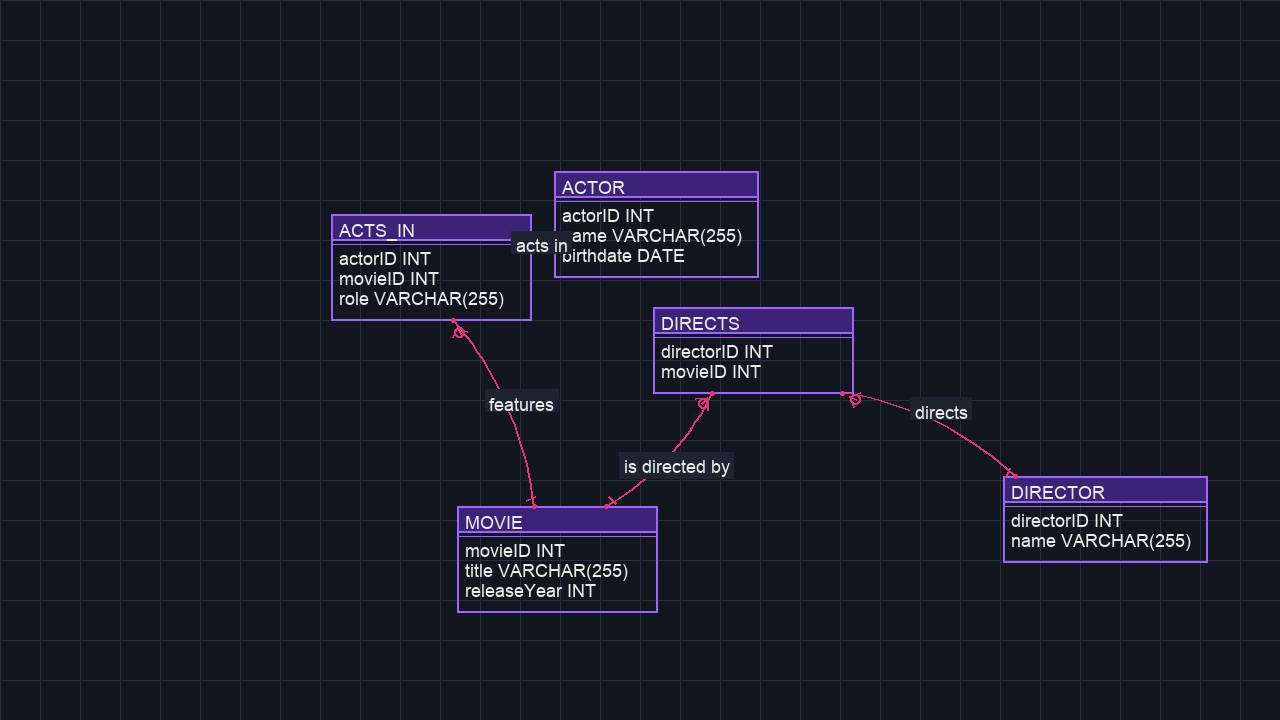 ACTOR
actorID INT
ame VARCHAR(255)
birthdate DATE
ACTS_IN
actorID INT
movieID INT
role VARCHAR(255)
acts in
DIRECTS
directorID INT
movieID INT
features
directs
is directed by
DIRECTOR
directorID INT
name VARCHAR(255)
MOVIE
movieID INT
title VARCHAR(255)
releaseYear INT